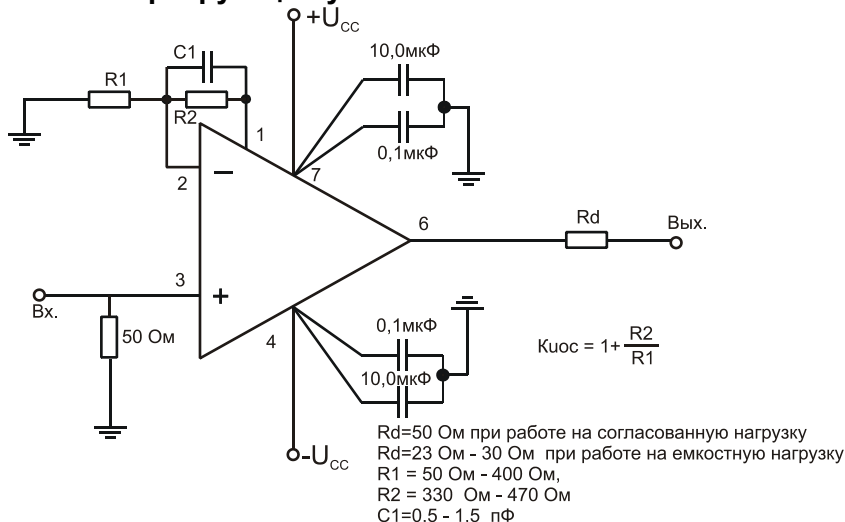 +U_CC
C1
10,0мкФ
R1
R2
1
0,1мкФ
7
2
6
Rd
Вых.
3
Вх.
50 Ом
4
0,1мкФ
10,0мкФ
Киос = 1+ R2/R1
-U_CC
Rd=50 Ом при работе на согласованную нагрузку
Rd=23 Ом - 30 Ом при работе на емкостную нагрузку
R1 = 50 Ом - 400 Ом,
R2 = 330 Ом - 470 Ом
C1=0,5 - 1,5 пФ